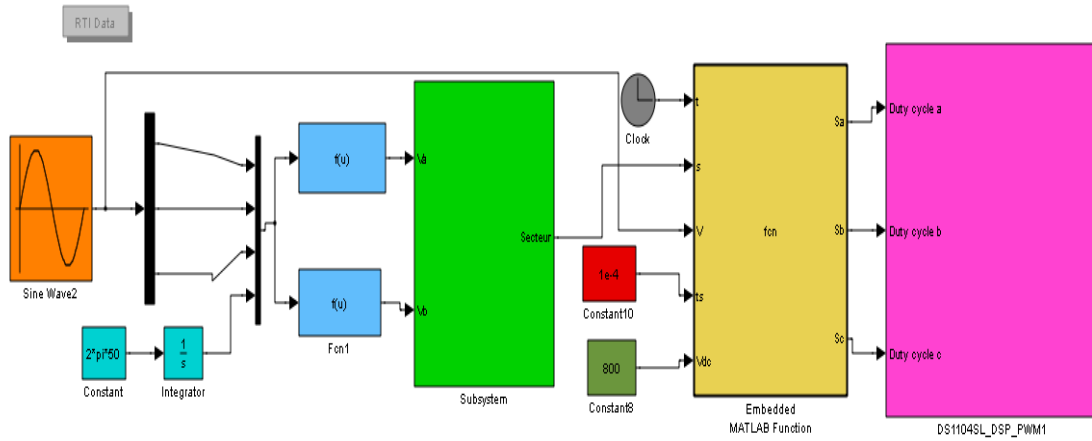 RTI Data
Sine Wave2
2*pi*50
Constant
1
s
Integrator
f(u)
f(u)
Fcn1
Va
Vb
Secteur
Subsystem
Clock
1e-4
Constant10
800
Constant8
t
s
V
ts
Vdc
fcn
Sa
Sb
Sc
Embedded
MATLAB Function
Duty cycle a
Duty cycle b
Duty cycle c
DS1104SL_DSP_PWM1